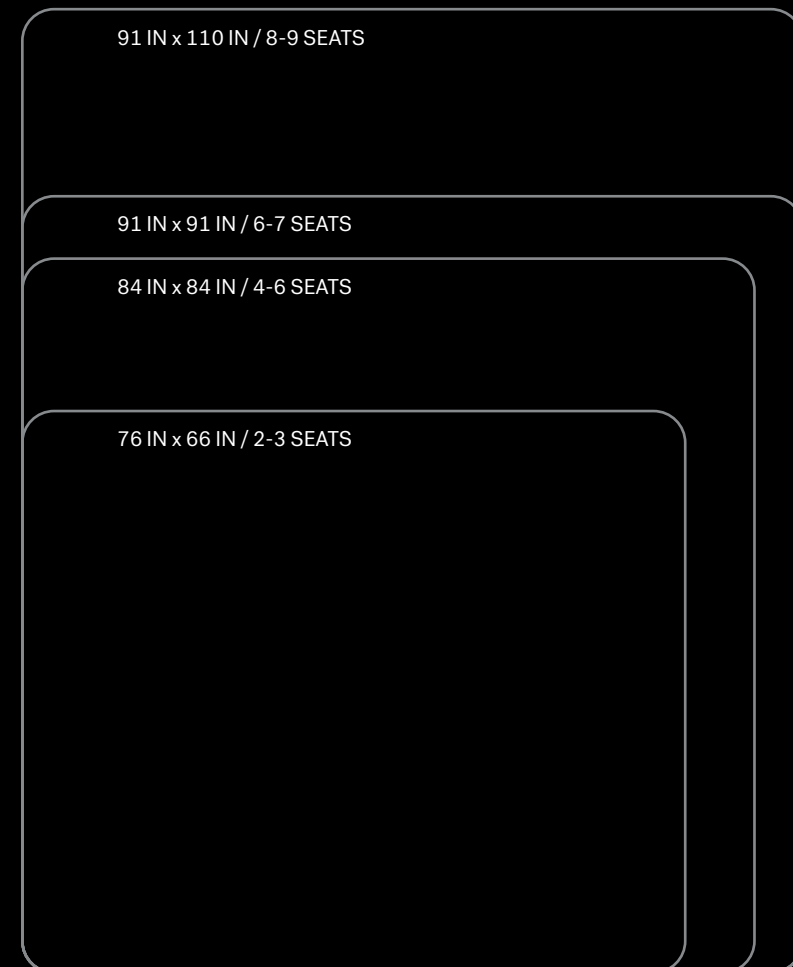 91 IN x 110 IN / 8-9 SEATS
91 IN x 91 IN / 6-7 SEATS
84 IN x 84 IN / 4-6 SEATS
76 IN x 66 IN / 2-3 SEATS